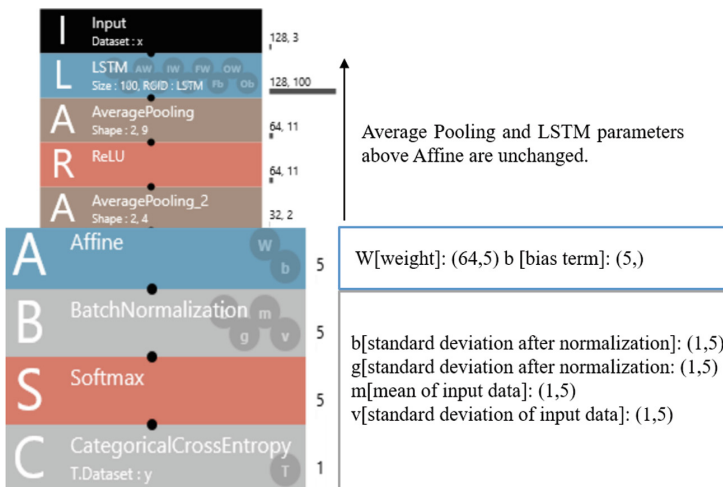 I
Input
Dataset : x
128, 3
L
LSTM
AW IW FW OW
Size : 100, RGID : LSTM
Fb Ob
128, 100
A
AveragePooling
Shape : 2, 9
64, 11
R
ReLU
64, 11
A
AveragePooling_2
Shape : 2, 4
32, 2
Average Pooling and LSTM parameters
above Affine are unchanged.
A
Affine
W
b
5
W[weight]: (64,5) b [bias term]: (5,)
B
BatchNormalization
m
g v
5
b[standard deviation after normalization]: (1,5)
g[standard deviation after normalization: (1,5)
m[mean of input data]: (1,5)
v[standard deviation of input data]: (1,5)
S
Softmax
5
C
CategoricalCrossEntropy
T.Dataset : y
T
1